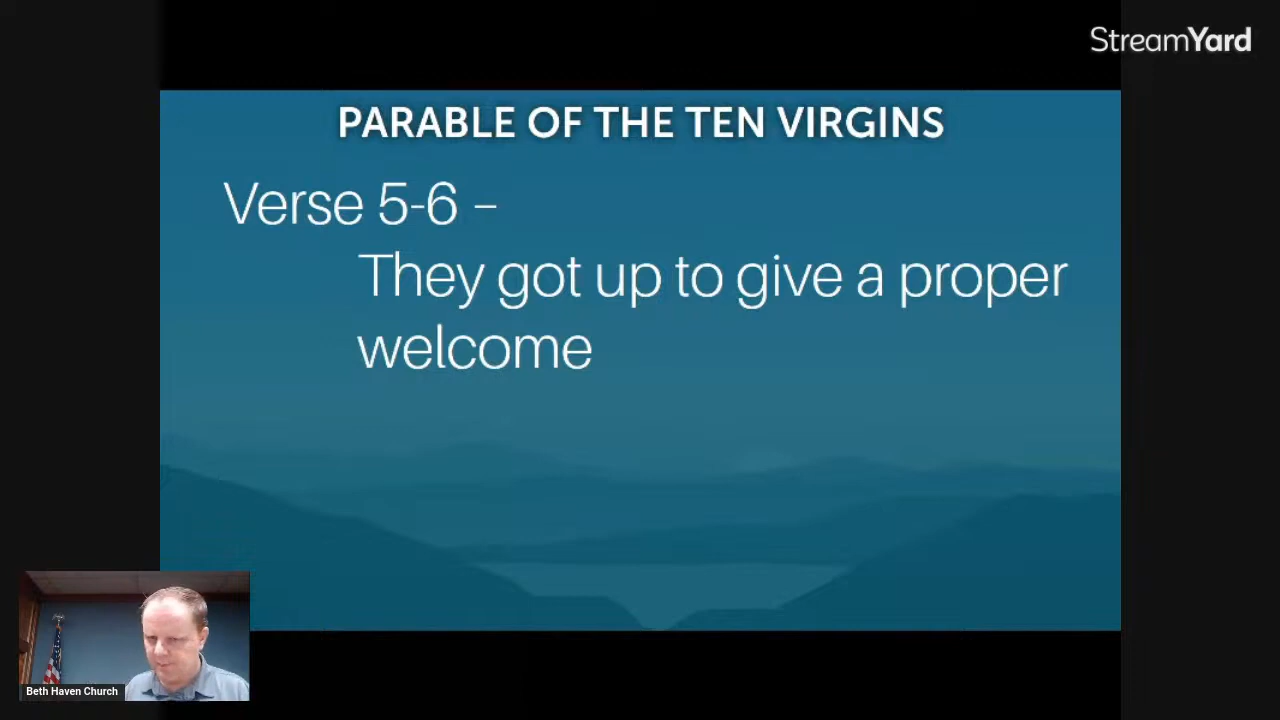 StreamYard
PARABLE OF THE TEN VIRGINS
Verse 5-6 –
They got up to give a proper
welcome
Beth Haven Church